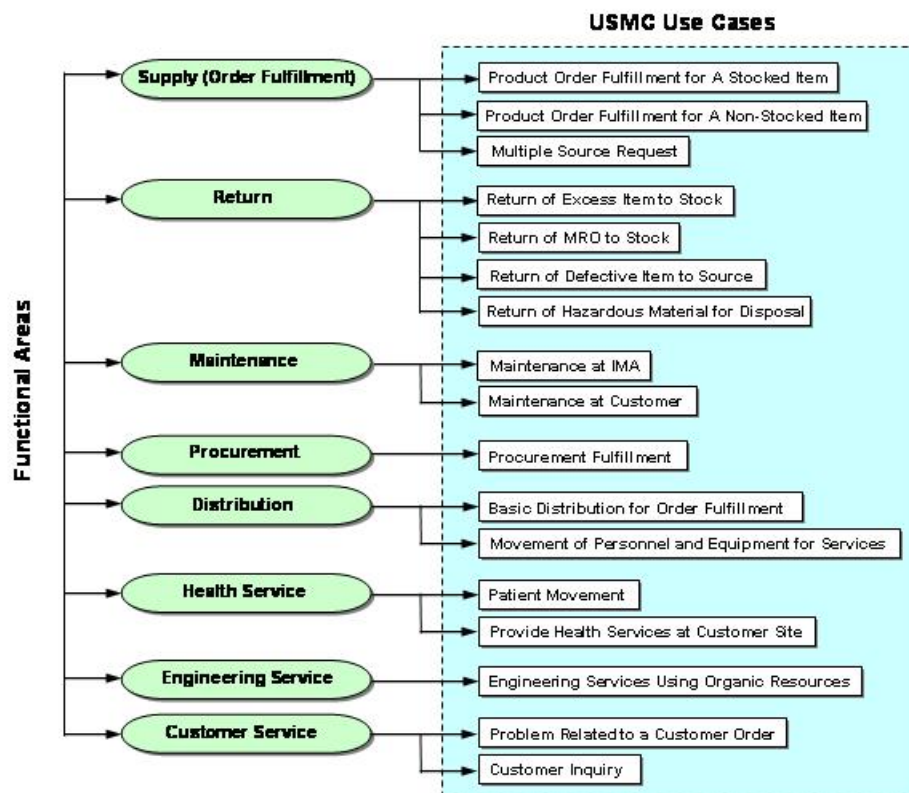 USMC Use Cases
Functional Areas
Supply (Order Fulfillment)
Product Order Fulfillment for A Stocked Item
Product Order Fulfillment for A Non-Stocked Item
Multiple Source Request
Return
Return of Excess Item to Stock
Return of MRO to Stock
Return of Defective Item to Source
Return of Hazardous Material for Disposal
Maintenance
Maintenance at IMA
Maintenance at Customer
Procurement
Procurement Fulfillment
Distribution
Basic Distribution for Order Fulfillment
Movement of Personnel and Equipment for Services
Health Service
Patient Movement
Provide Health Services at Customer Site
Engineering Service
Engineering Services Using Organic Resources
Customer Service
Problem Related to a Customer Order
Customer Inquiry